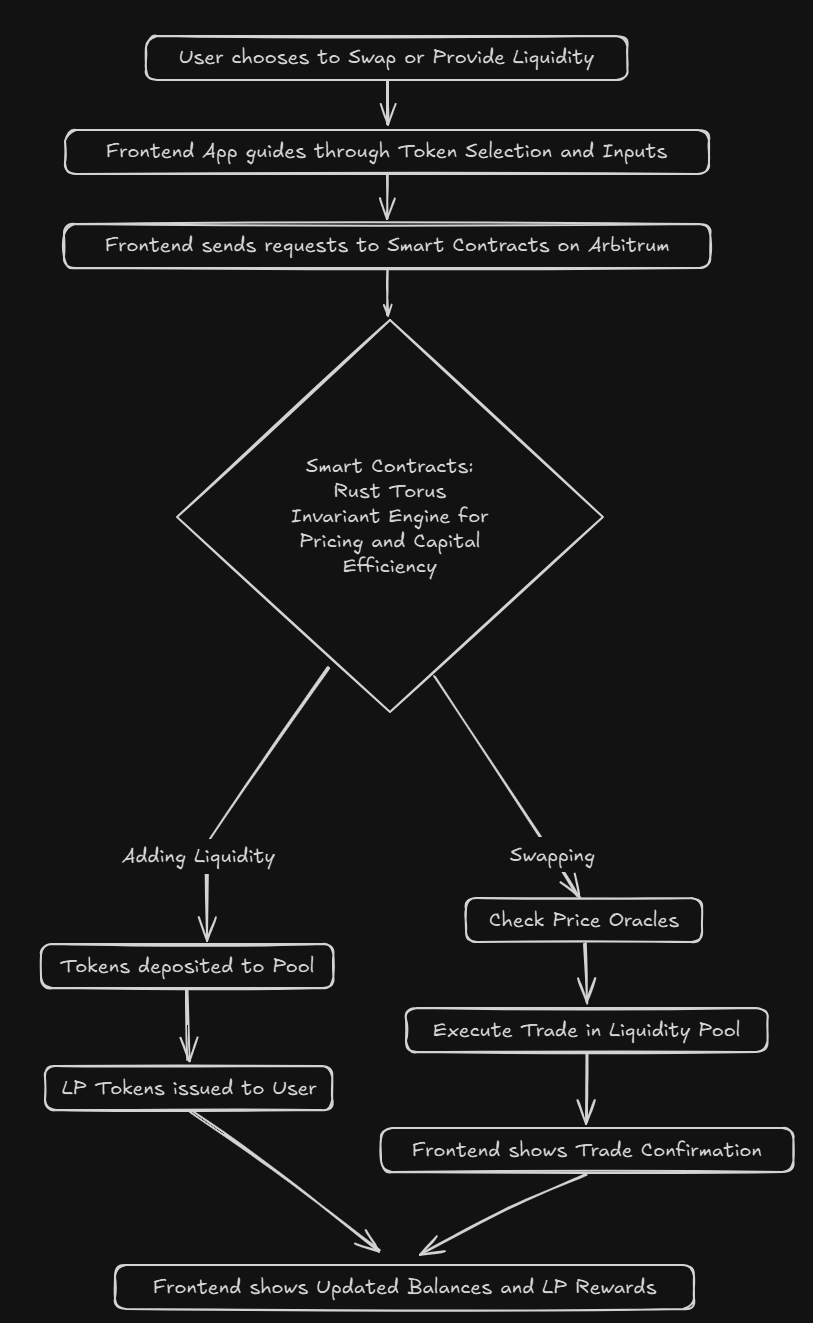 User chooses to Swap or Provide Liquidity
Frontend App guides through Token Selection and Inputs
Frontend sends requests to Smart Contracts on Arbitrum
Smart Contracts:
Rust Torus
Invariant Engine for
Pricing and Capital
Efficiency
Adding Liquidity
Swapping
Check Price Oracles
Tokens deposited to Pool
Execute Trade in Liquidity Pool
LP Tokens issued to User
Frontend shows Trade Confirmation
Frontend shows Updated Balances and LP Rewards